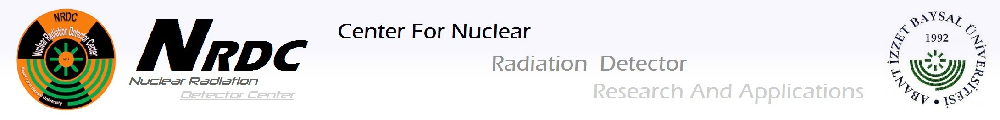 NRDC
Nuclear Radiation Detector Center
2012
Abant Izzet Baysal University
NRDC
Nuclear Radiation
Detector Center
Center For Nuclear
Radiation Detector
Research And Applications
ABANT İZZET BAYSAL ÜNİVERSİTESİ •
1992